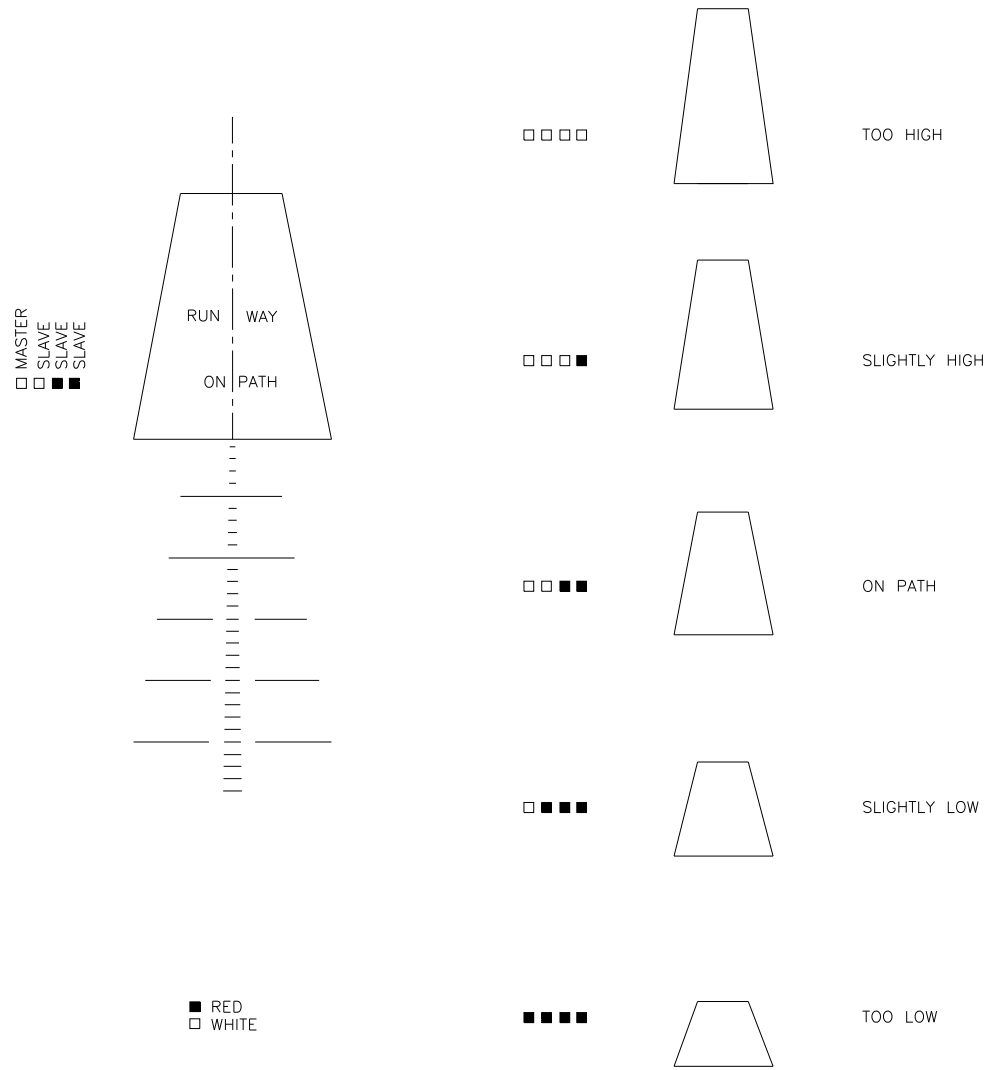 TOO HIGH
MASTER
SLAVE
SLAVE
SLAVE
RUN WAY
ON PATH
SLIGHTLY HIGH
ON PATH
SLIGHTLY LOW
RED
WHITE
TOO LOW